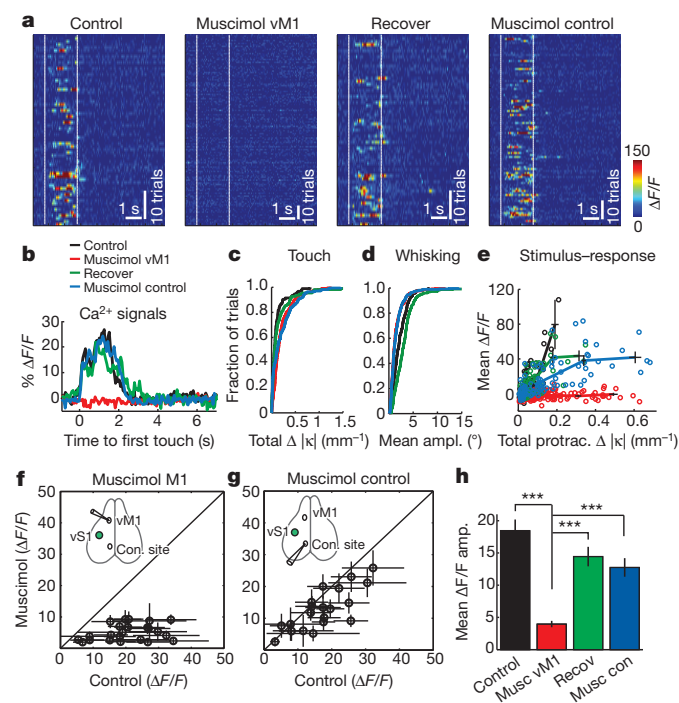 a
Control
Muscimol vM1
Recover
Muscimol control
1 s
10 trials
1 s
10 trials
1 s
10 trials
1 s
10 trials
150
0
ΔF/F
b
Control
Muscimol vM1
Recover
Muscimol control
Ca2+ signals
% ΔF/F
30
20
10
0
0
2
4
6
Time to first touch (s)
c
Touch
Fraction of trials
1.0
0.8
0.6
0.4
0.2
0
0.5
1.5
Total Δ |κ| (mm−1)
d
Whisking
1.0
0.8
0.6
0.4
0.2
0
0
5
15
Mean ampl. (°)
e
Stimulus–response
Mean ΔF/F
120
80
40
0
0
0.2
0.4
0.6
Total protrac. Δ |κ| (mm−1)
f
Muscimol M1
Muscimol (ΔF/F)
50
40
30
20
10
0
10
20
30
40
50
vM1
vS1
Con. site
Control (ΔF/F)
g
Muscimol control
50
40
30
20
10
0
10
20
30
40
50
vM1
vS1
Con. site
Control (ΔF/F)
h
Mean ΔF/F amp.
20
15
10
5
0
***
***
***
Control
Musc vM1
Recov
Musc con